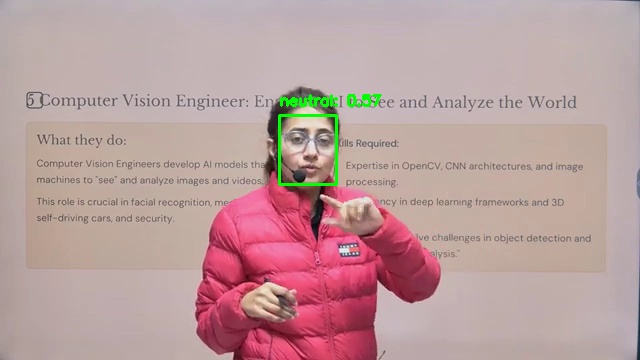 5 Computer Vision Engineer: En I to See and Analyze the World
neutral: 0.57
What they do:
Computer Vision Engineers develop AI models tha
machines to "see" and analyze images and videos.
This role is crucial in facial recognition, me
self-driving cars, and security.
ills Required:
Expertise in OpenCV, CNN architectures, and image
processing.
ency in deep learning frameworks and 3D
lve challenges in object detection and
alysis."
TOMMY